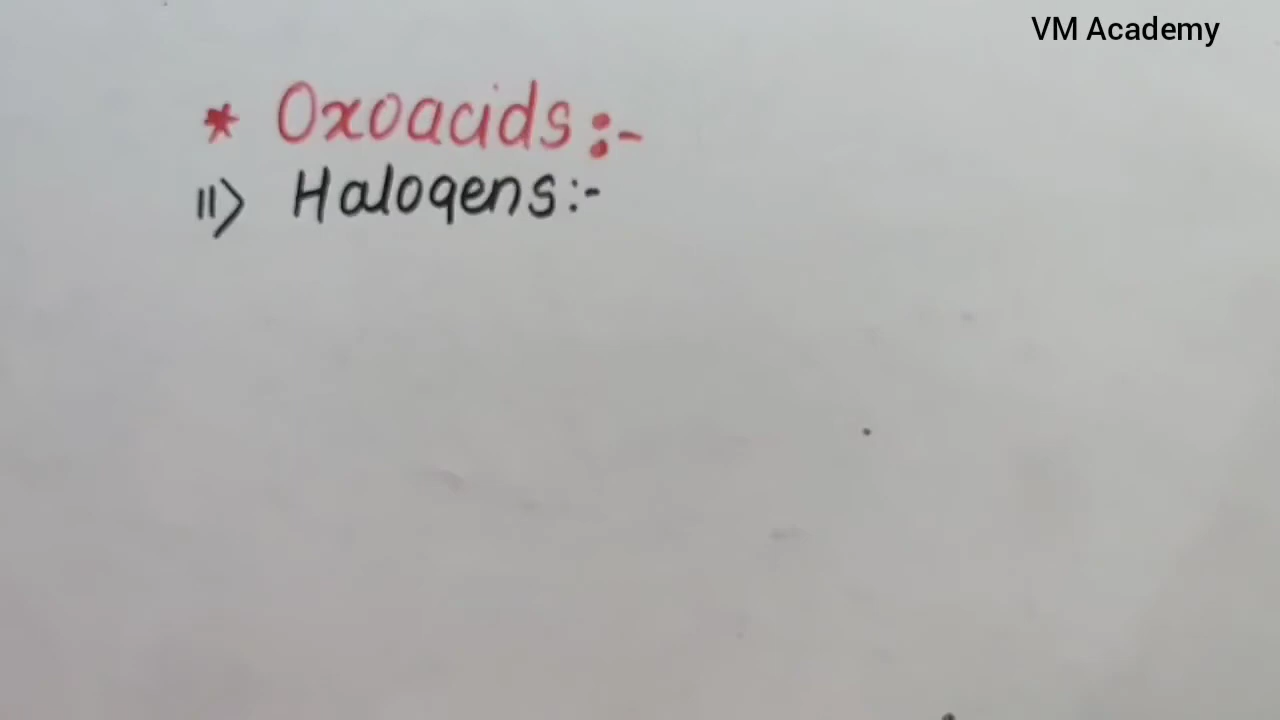 VM Academy
* Oxoacids :-
II) Halogens :-